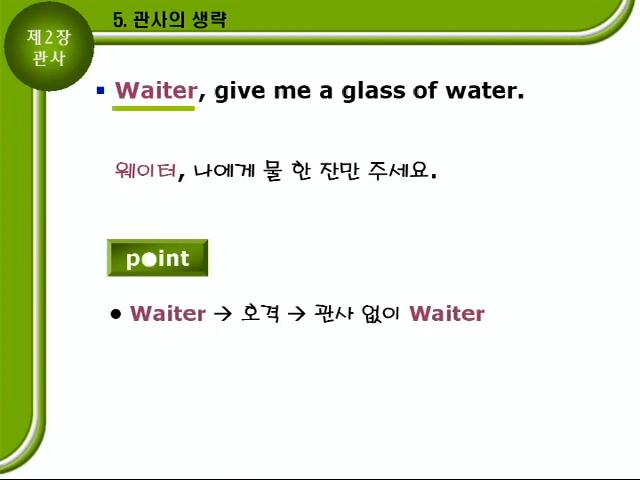 제2장
관사
5. 관사의 생략
Waiter, give me a glass of water.
웨이터, 나에게 물 한 잔만 주세요.
point
● Waiter → 호격 → 관사 없이 Waiter